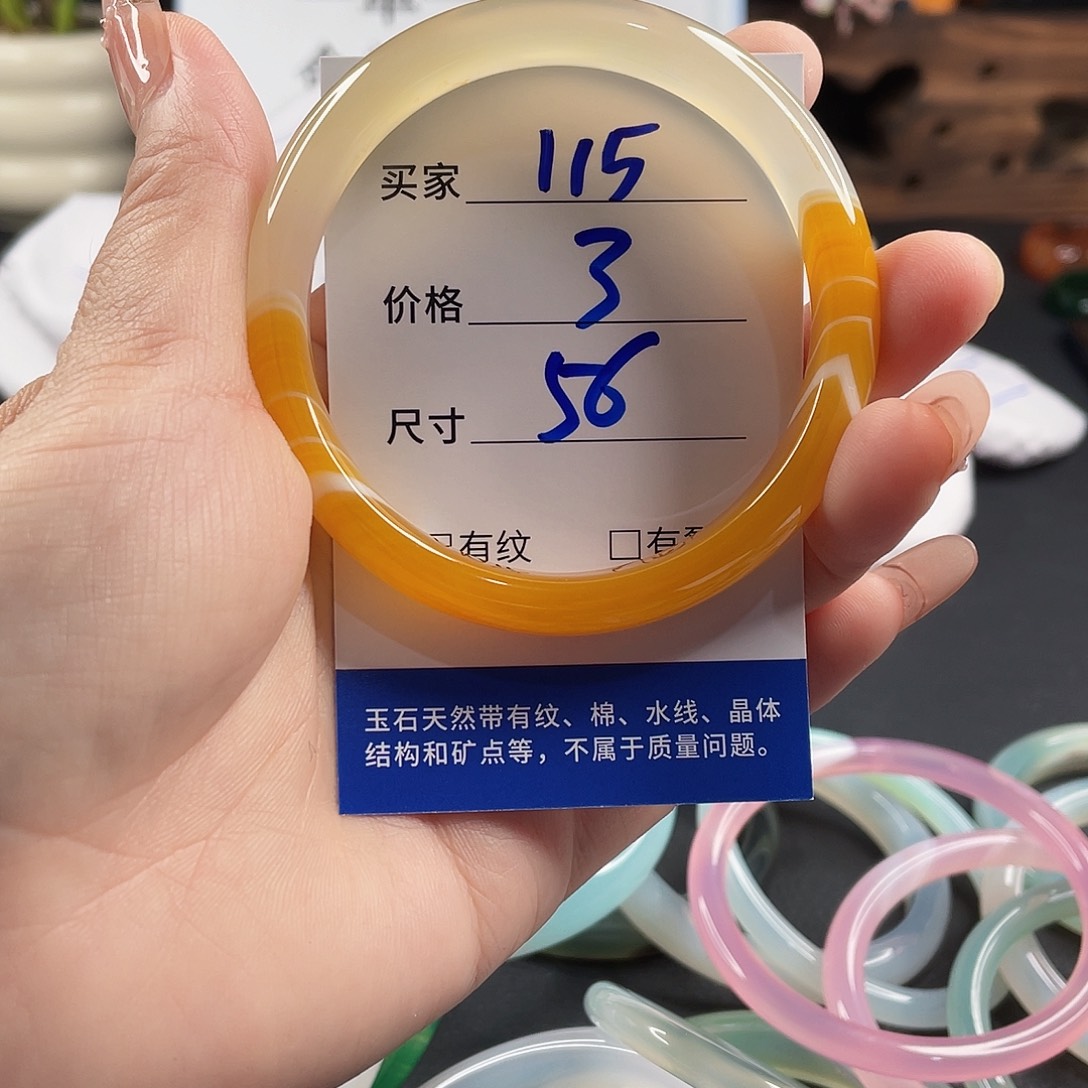 买家 115
价格 3
尺寸 56
有纹 □有
玉石天然带有纹、棉、水线、晶体
结构和矿点等，不属于质量问题。